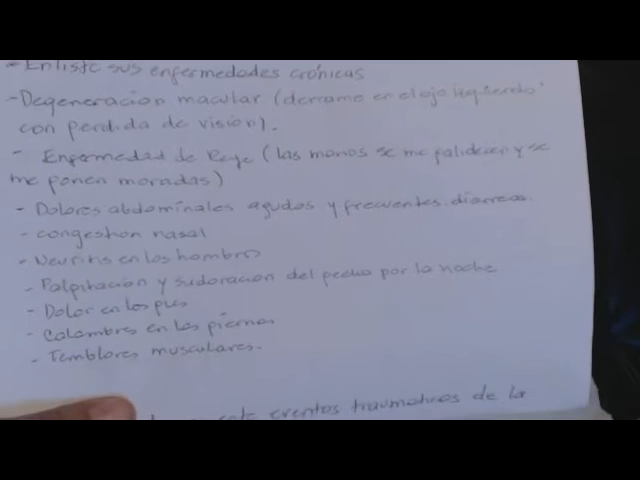 - Enliste sus enfermedades crónicas
- Degeneracion macular (derrame en el ojo izquierdo
con perdida de visión).
- Enfermedad de Raye (las manos se me palidecen y se
me ponen moradas)
- Dolores abdominales agudos y frecuentes. diarreas
- congestion nasal
- Neuritis en los hombros
- Palpitacion y sudoracion del pecho por la noche
- Dolor en los pies
- Calambres en las piernas
- Temblores musculares.
eventos traumaticos de la